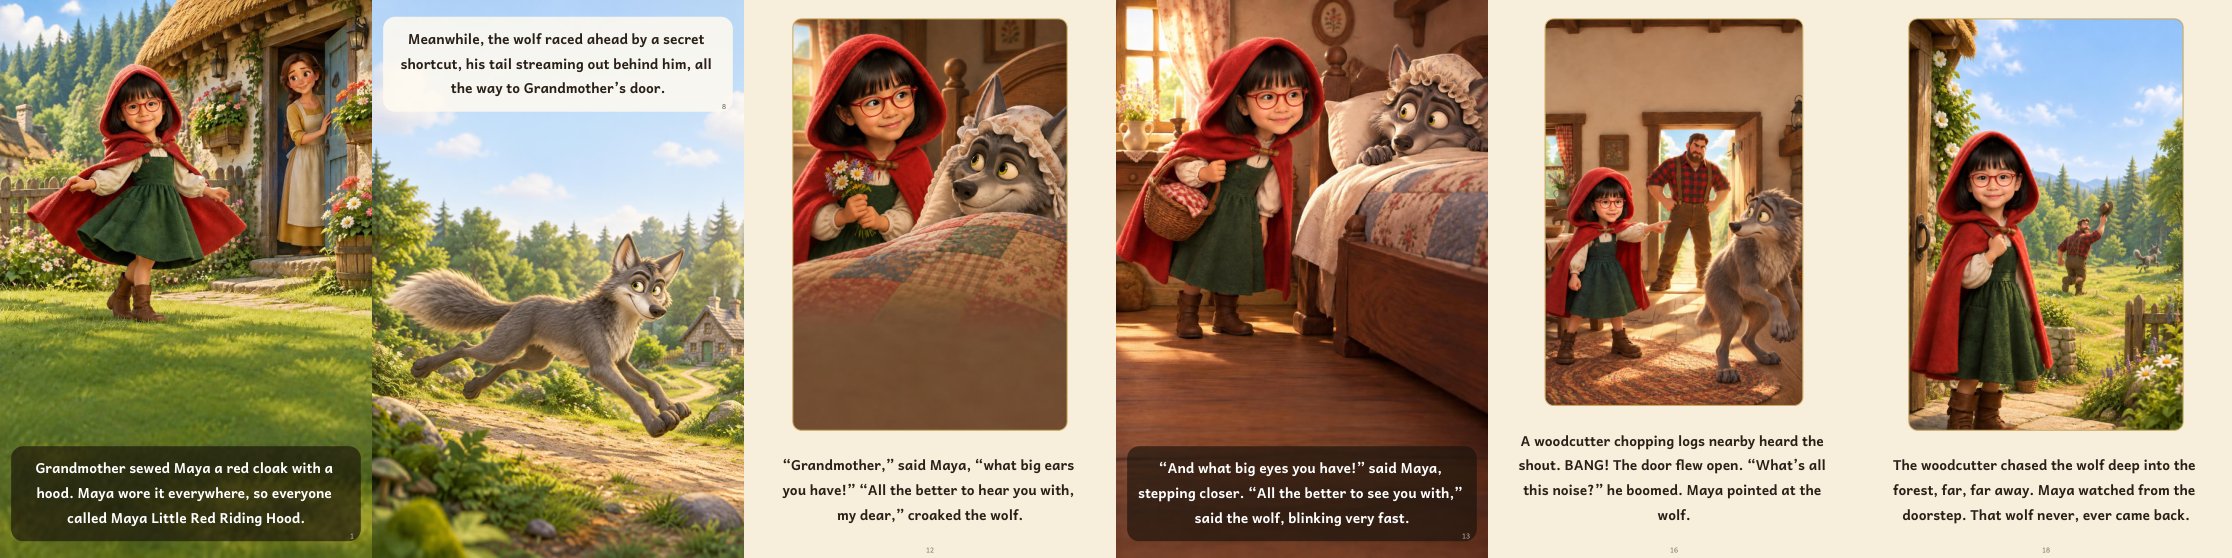 Grandmother sewed Maya a red cloak with a
hood. Maya wore it everywhere, so everyone
called Maya Little Red Riding Hood.
1
Meanwhile, the wolf raced ahead by a secret
shortcut, his tail streaming out behind him, all
the way to Grandmother’s door.
8
“Grandmother,” said Maya, “what big ears
you have!” “All the better to hear you with,
my dear,” croaked the wolf.
12
“And what big eyes you have!” said Maya,
stepping closer. “All the better to see you with,”
said the wolf, blinking very fast.
13
A woodcutter chopping logs nearby heard the
shout. BANG! The door flew open. “What’s all
this noise?” he boomed. Maya pointed at the
wolf.
16
The woodcutter chased the wolf deep into the
forest, far, far away. Maya watched from the
doorstep. That wolf never, ever came back.
18